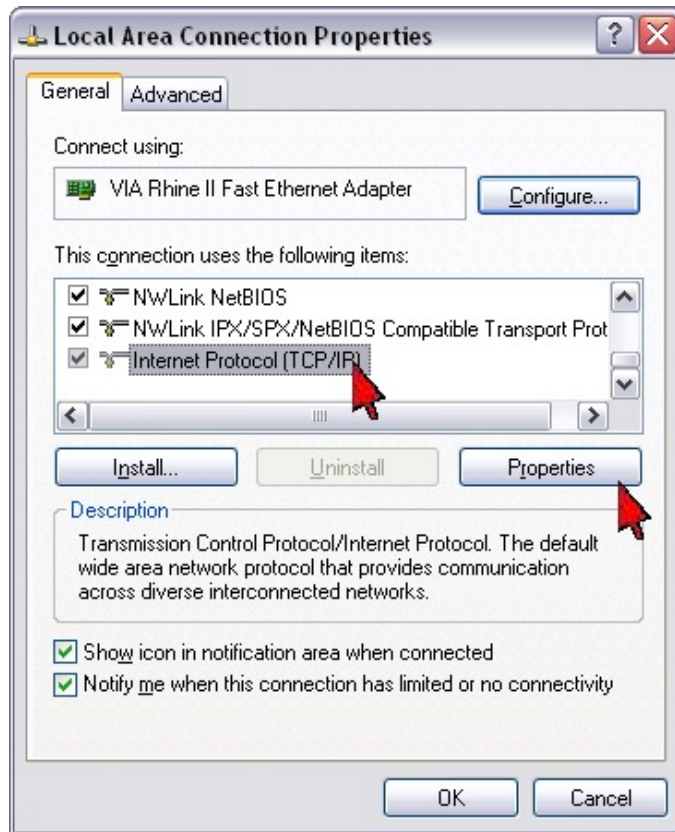 Local Area Connection Properties
?
General
Advanced
Connect using:
VIA Rhine II Fast Ethernet Adapter
Configure...
This connection uses the following items:
NWLink NetBIOS
NWLink IPX/SPX/NetBIOS Compatible Transport Prot
Internet Protocol (TCP/IP)
Install...
Uninstall
Properties
Description
Transmission Control Protocol/Internet Protocol. The default
wide area network protocol that provides communication
across diverse interconnected networks.
Show icon in notification area when connected
Notify me when this connection has limited or no connectivity
OK
Cancel